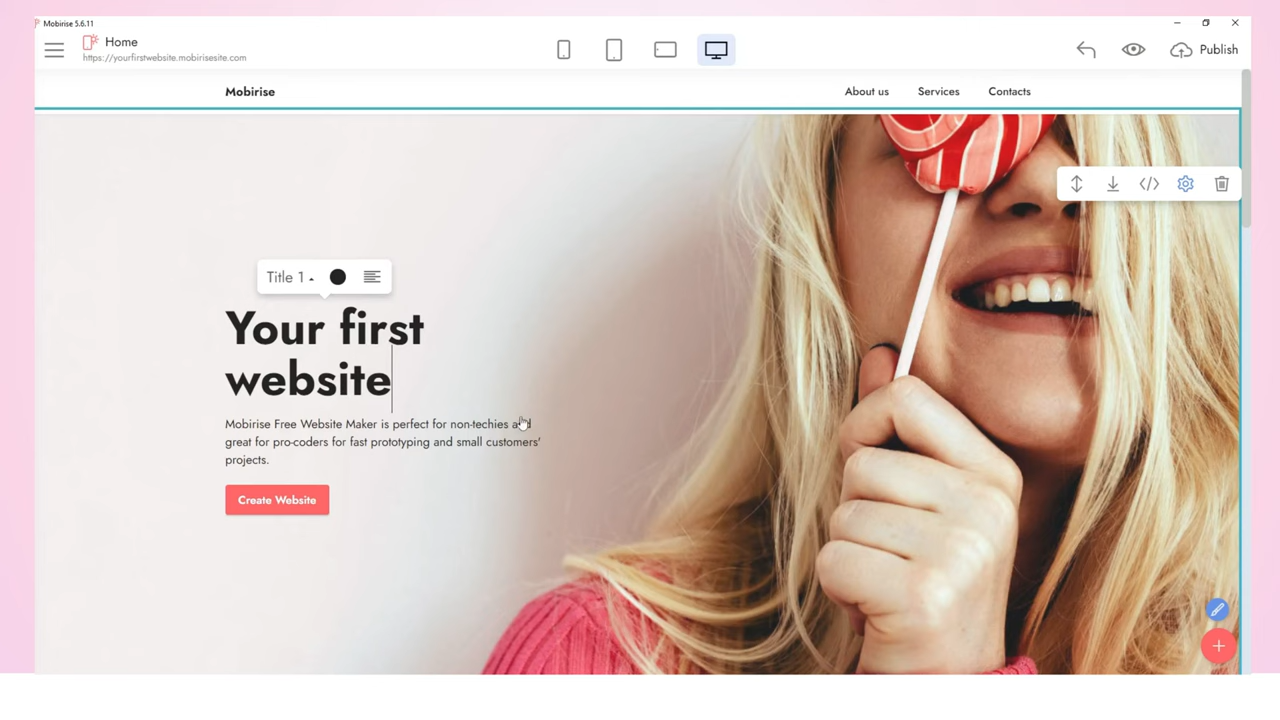 Mobirise 5.6.11
Home
https://yourfirstwebsite.mobirisesite.com
Publish
Mobirise
About us Services Contacts
Title 1
Your first
website
Mobirise Free Website Maker is perfect for non-techies and
great for pro-coders for fast prototyping and small customers'
projects.
Create Website